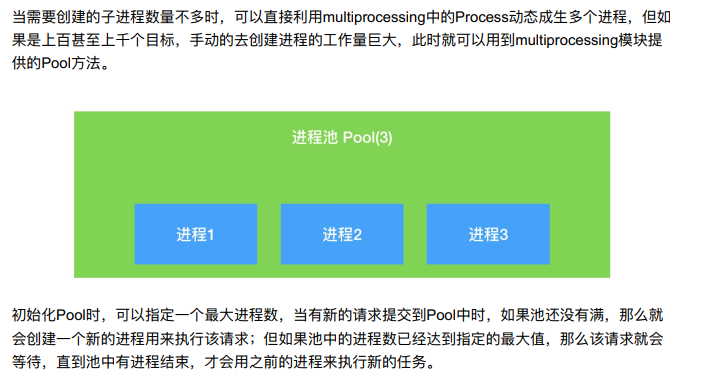 当需要创建的子进程数量不多时，可以直接利用multiprocessing中的Process动态成生多个进程，但如
果是上百甚至上千个目标，手动的去创建进程的工作量巨大，此时就可以用到multiprocessing模块提
供的Pool方法。
进程池 Pool(3)
进程1 进程2 进程3
初始化Pool时，可以指定一个最大进程数，当有新的请求提交到Pool中时，如果池还没有满，那么就
会创建一个新的进程用来执行该请求；但如果池中的进程数已经达到指定的最大值，那么该请求就会
等待，直到池中有进程结束，才会用之前的进程来执行新的任务。